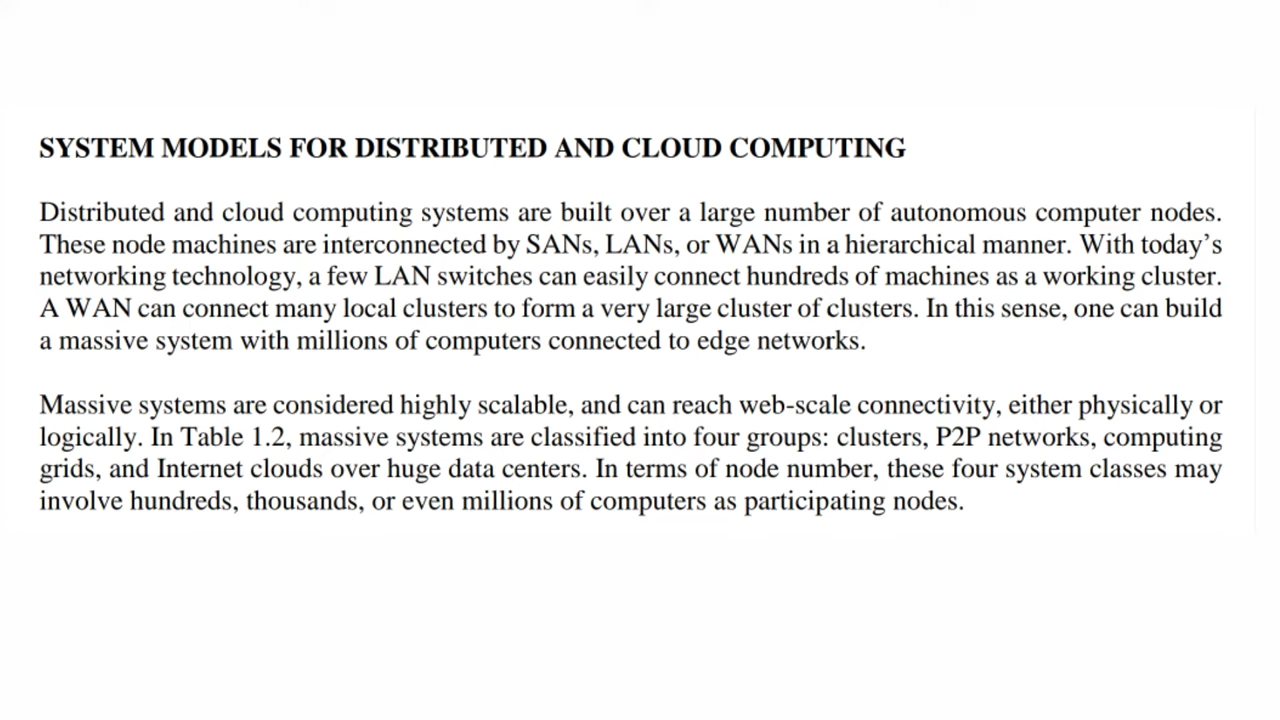 SYSTEM MODELS FOR DISTRIBUTED AND CLOUD COMPUTING
Distributed and cloud computing systems are built over a large number of autonomous computer nodes.
These node machines are interconnected by SANs, LANs, or WANs in a hierarchical manner. With today’s
networking technology, a few LAN switches can easily connect hundreds of machines as a working cluster.
A WAN can connect many local clusters to form a very large cluster of clusters. In this sense, one can build
a massive system with millions of computers connected to edge networks.
Massive systems are considered highly scalable, and can reach web-scale connectivity, either physically or
logically. In Table 1.2, massive systems are classified into four groups: clusters, P2P networks, computing
grids, and Internet clouds over huge data centers. In terms of node number, these four system classes may
involve hundreds, thousands, or even millions of computers as participating nodes.